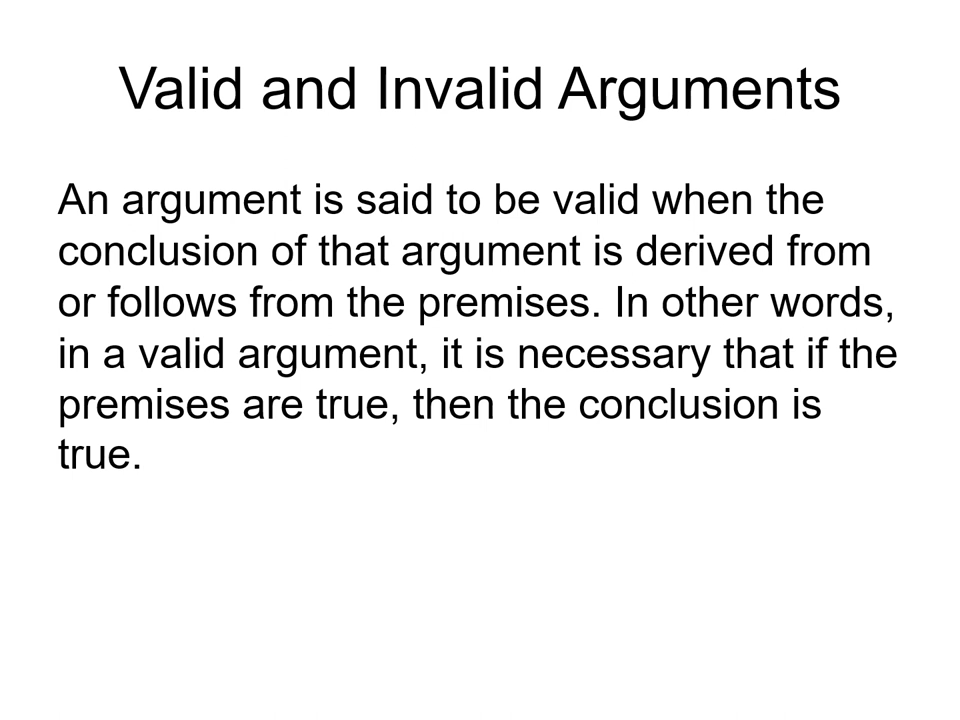 Valid and Invalid Arguments
An argument is said to be valid when the
conclusion of that argument is derived from
or follows from the premises. In other words,
in a valid argument, it is necessary that if the
premises are true, then the conclusion is
true.